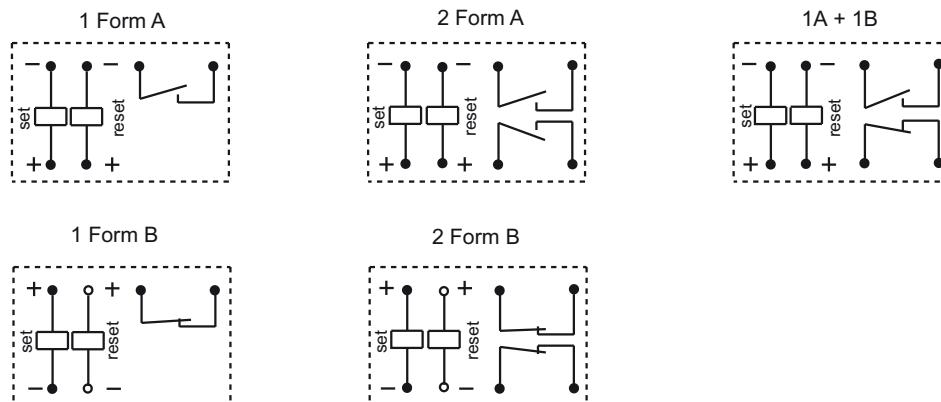 1 Form A
2 Form A
1A + 1B
− − − − − −
set reset set reset set reset
+ + + + + +
1 Form B
2 Form B
+ + + +
set reset set reset
− − − −